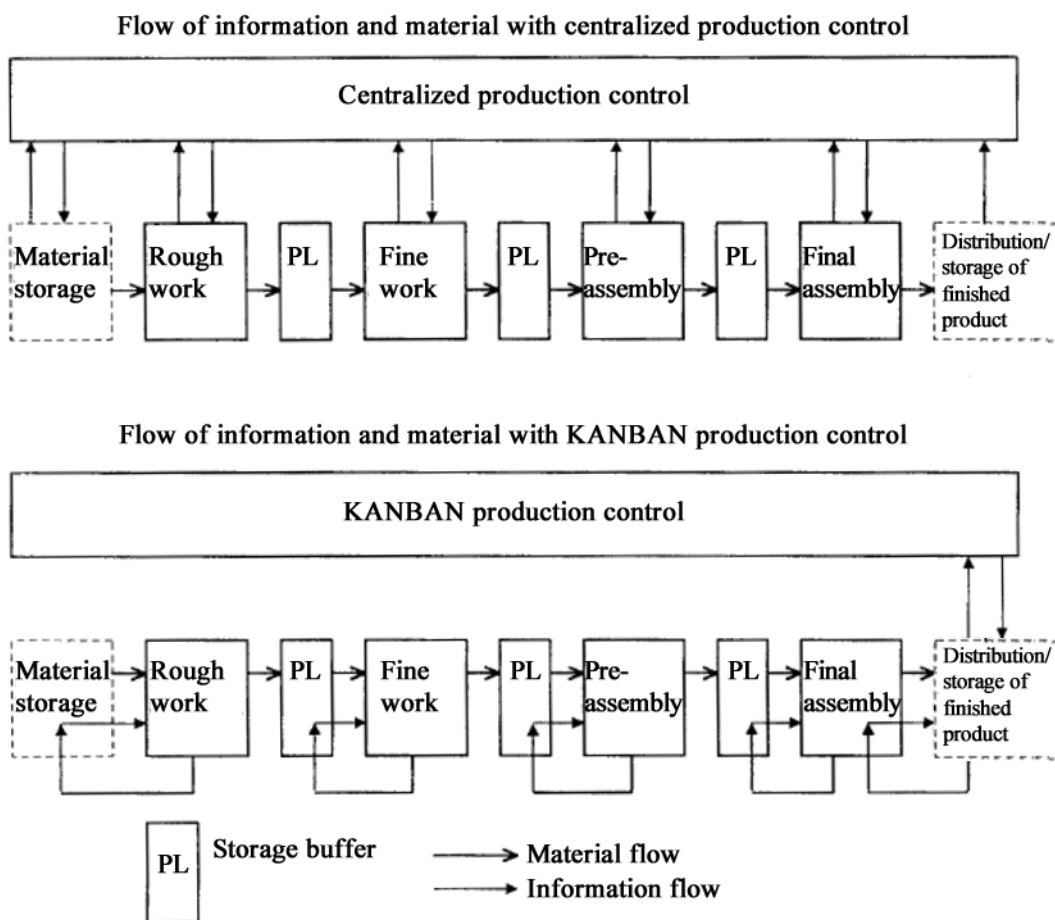 Flow of information and material with centralized production control
Centralized production control
Material
storage
Rough
work
PL
Fine
work
PL
Pre-
assembly
PL
Final
assembly
Distribution/
storage of
finished
product
Flow of information and material with KANBAN production control
KANBAN production control
Material
storage
Rough
work
PL
Fine
work
PL
Pre-
assembly
PL
Final
assembly
Distribution/
storage of
finished
product
PL
Storage buffer
Material flow
Information flow